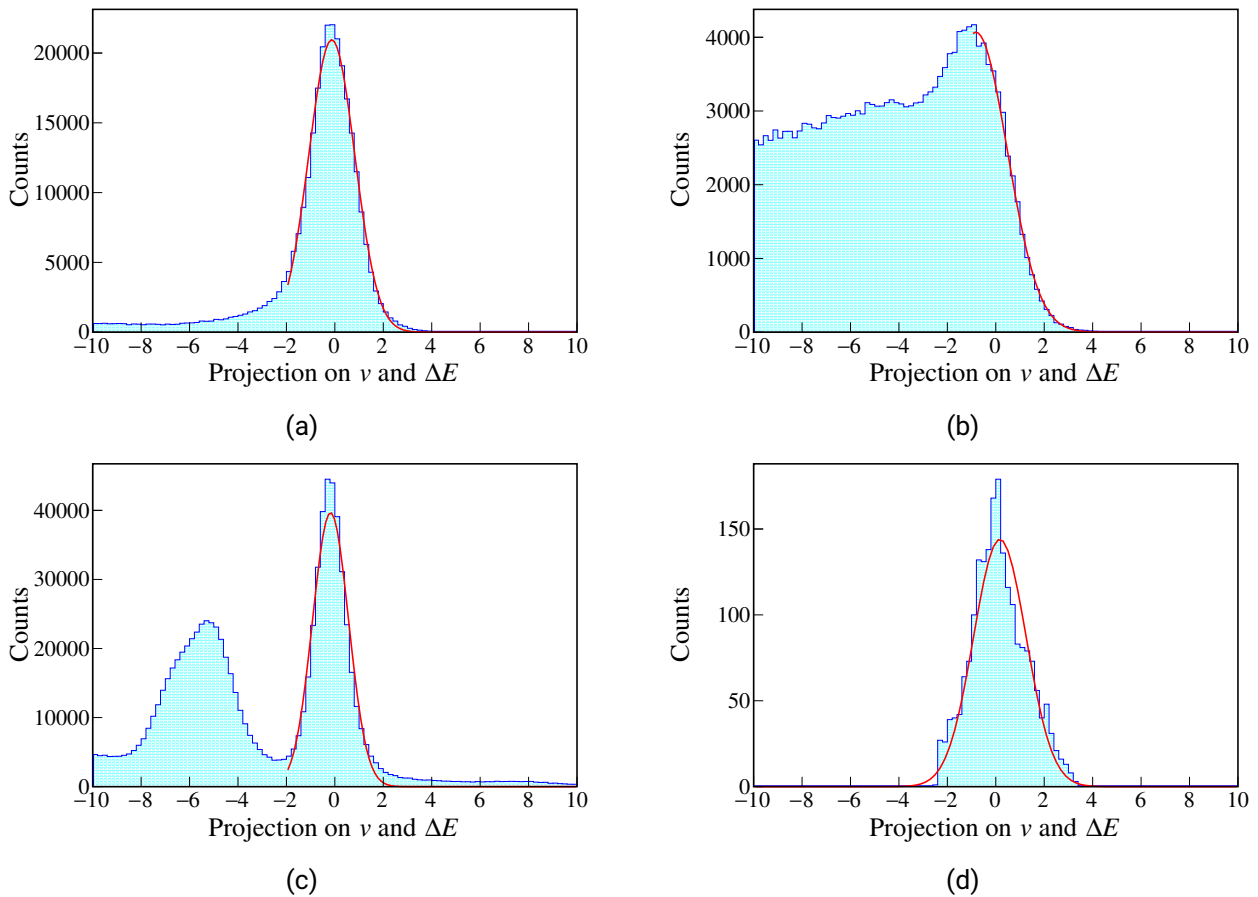 20000
15000
10000
5000
0
−10 −8 −6 −4 −2 0 2 4 6 8 10
Counts
Projection on v and ΔE
(a)
4000
3000
2000
1000
0
−10 −8 −6 −4 −2 0 2 4 6 8 10
Counts
Projection on v and ΔE
(b)
40000
30000
20000
10000
0
−10 −8 −6 −4 −2 0 2 4 6 8 10
Counts
Projection on v and ΔE
(c)
150
100
50
0
−10 −8 −6 −4 −2 0 2 4 6 8 10
Counts
Projection on v and ΔE
(d)